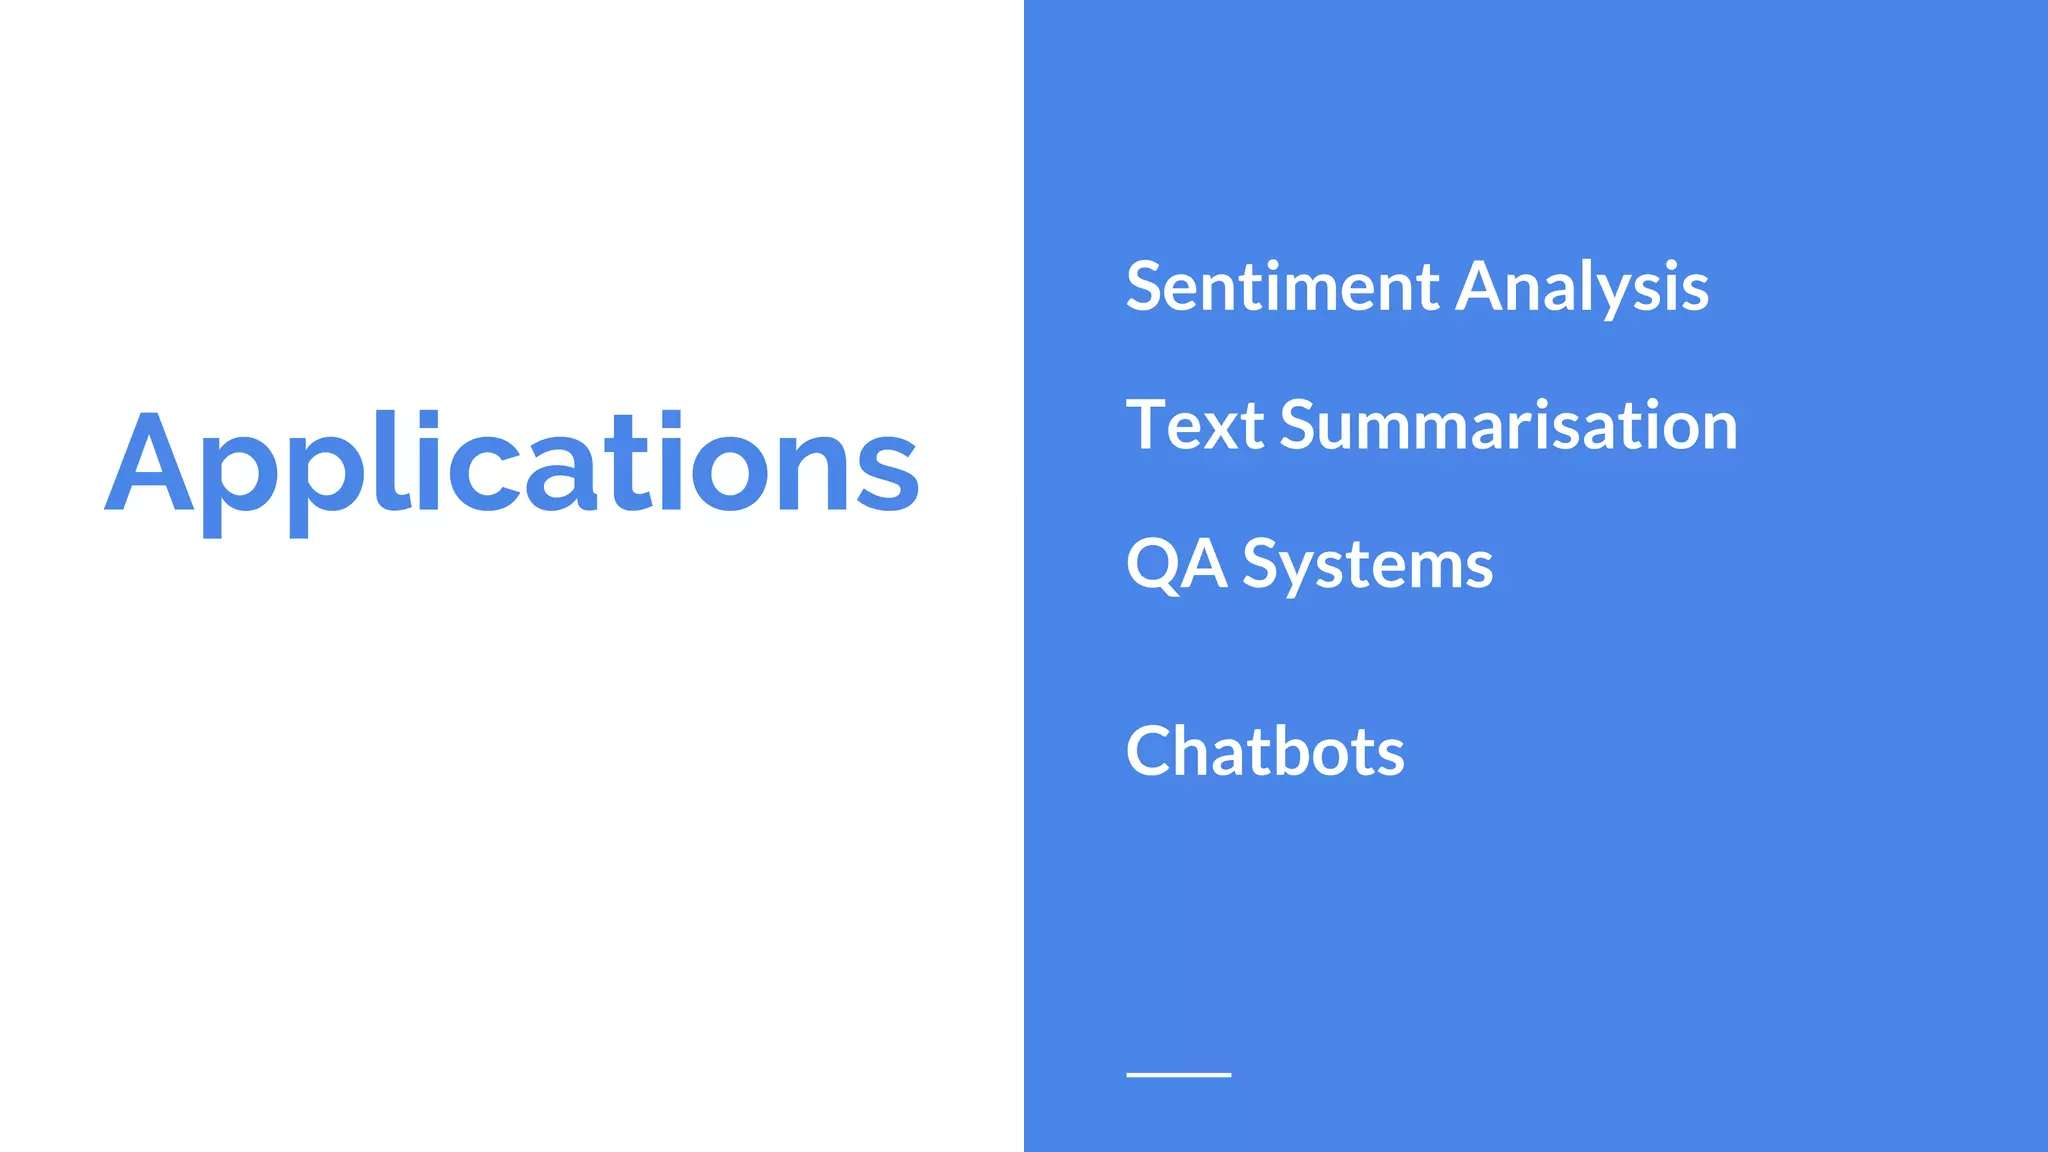 Applications
Sentiment Analysis
Text Summarisation
QA Systems
Chatbots